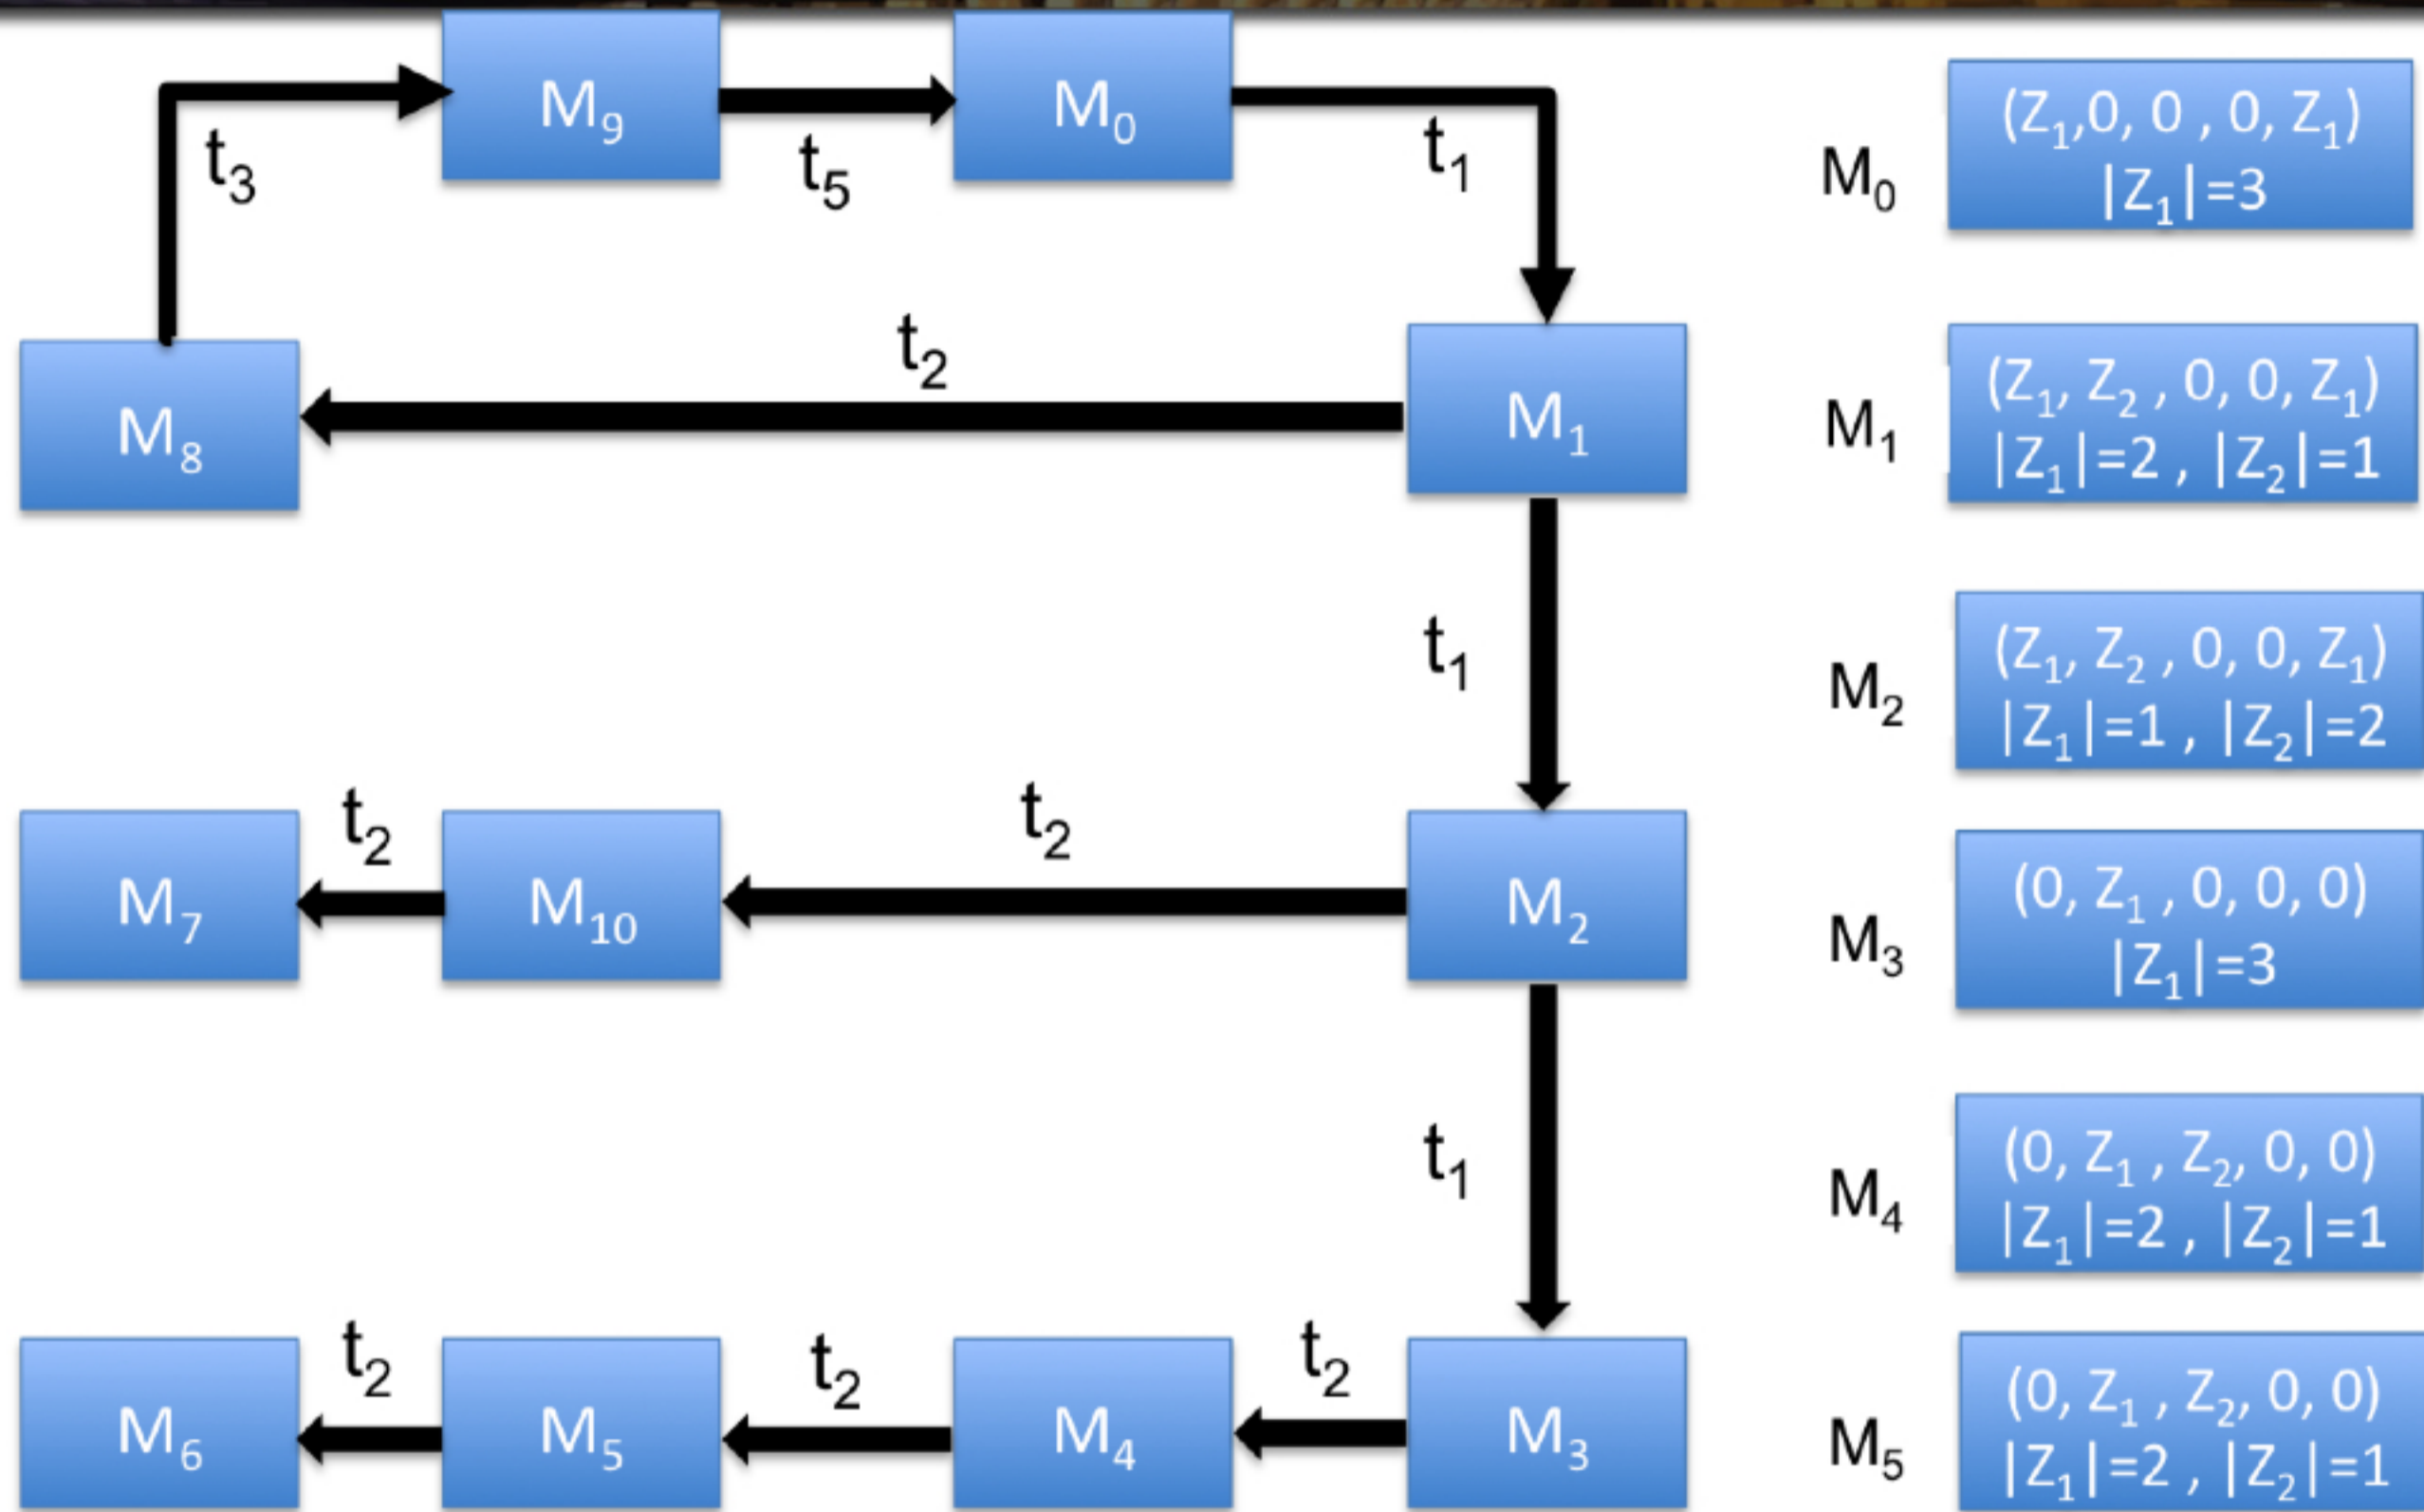 M₉
M₀
t₃
t₅
t₁
M₈
t₂
M₁
t₁
M₇
t₂
M₁₀
t₂
M₂
t₁
M₆
t₂
M₅
t₂
M₄
t₂
M₃
M₀
(Z₁,0, 0 , 0, Z₁)
|Z₁|=3
M₁
(Z₁, Z₂ , 0, 0, Z₁)
|Z₁|=2 , |Z₂|=1
M₂
(Z₁, Z₂ , 0, 0, Z₁)
|Z₁|=1 , |Z₂|=2
M₃
(0, Z₁ , 0, 0, 0)
|Z₁|=3
M₄
(0, Z₁ , Z₂, 0, 0)
|Z₁|=2 , |Z₂|=1
M₅
(0, Z₁ , Z₂, 0, 0)
|Z₁|=2 , |Z₂|=1